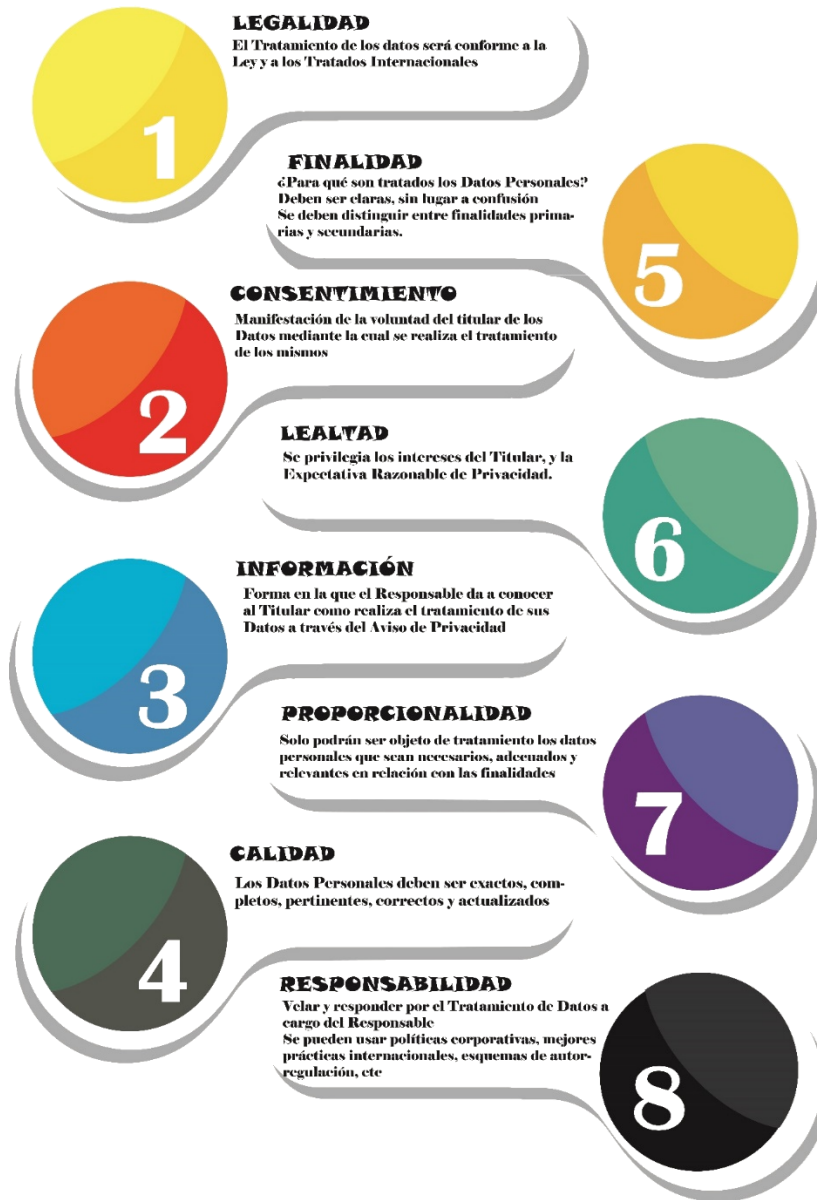 LEGALIDAD
El Tratamiento de los datos será conforme a la
Ley y a los Tratados Internacionales
1
FINALIDAD
¿Para qué son tratados los Datos Personales?
Deben ser claras, sin lugar a confusión
Se deben distinguir entre finalidades prima-
rias y secundarias.
5
CONSENTIMIENTO
Manifestación de la voluntad del titular de los
Datos mediante la cual se realiza el tratamiento
de los mismos
2
LEALTAD
Se privilegia los intereses del Titular, y la
Expectativa Razonable de Privacidad.
6
INFORMACIÓN
Forma en la que el Responsable da a conocer
al Titular como realiza el tratamiento de sus
Datos a través del Aviso de Privacidad
3
PROPORCIONALIDAD
Solo podrán ser objeto de tratamiento los datos
personales que sean necesarios, adecuados y
relevantes en relación con las finalidades
7
CALIDAD
Los Datos Personales deben ser exactos, com-
pletos, pertinentes, correctos y actualizados
4
RESPONSABILIDAD
Velar y responder por el Tratamiento de Datos a
cargo del Responsable
Se pueden usar políticas corporativas, mejores
prácticas internacionales, esquemas de autor-
regulación, etc
8